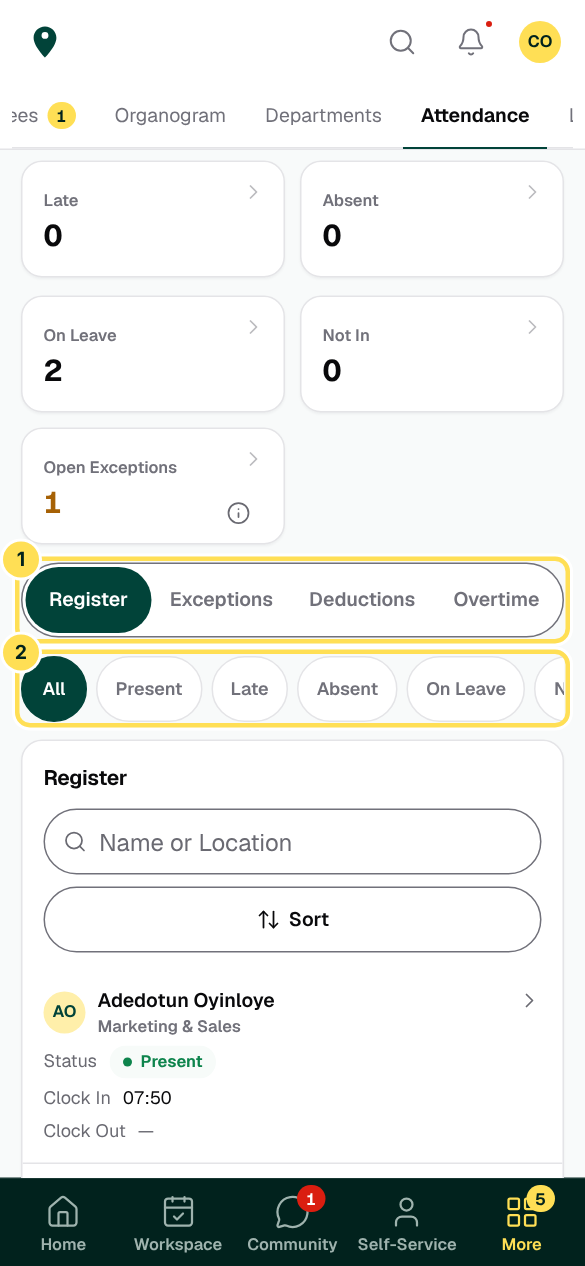 CO
ees 1 Organogram Departments Attendance
Late
0
Absent
0
On Leave
2
Not In
0
Open Exceptions
1
1
Register Exceptions Deductions Overtime
2
All Present Late Absent On Leave N
Register
Name or Location
Sort
AO
Adedotun Oyinloye
Marketing & Sales
Status Present
Clock In 07:50
Clock Out —
1 5
Home Workspace Community Self-Service More